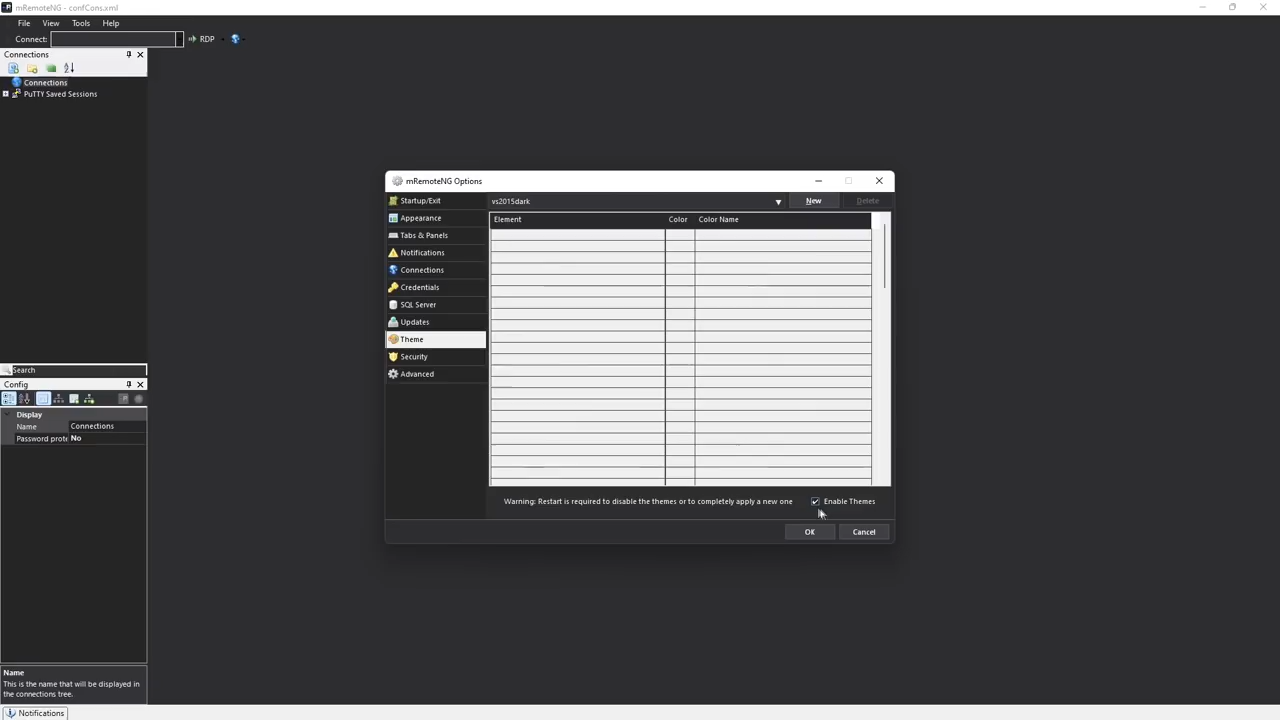 mRemoteNG - confCons.xml
File View Tools Help
Connect: RDP
Connections
Connections
PuTTY Saved Sessions
Search
Config
Display
Name Connections
Password prote No
Name
This is the name that will be displayed in
the connections tree.
Notifications
mRemoteNG Options
Startup/Exit
Appearance
Tabs & Panels
Notifications
Connections
Credentials
SQL Server
Updates
Theme
Security
Advanced
vs2015dark New Delete
Element Color Color Name
Warning: Restart is required to disable the themes or to completely apply a new one Enable Themes
OK Cancel